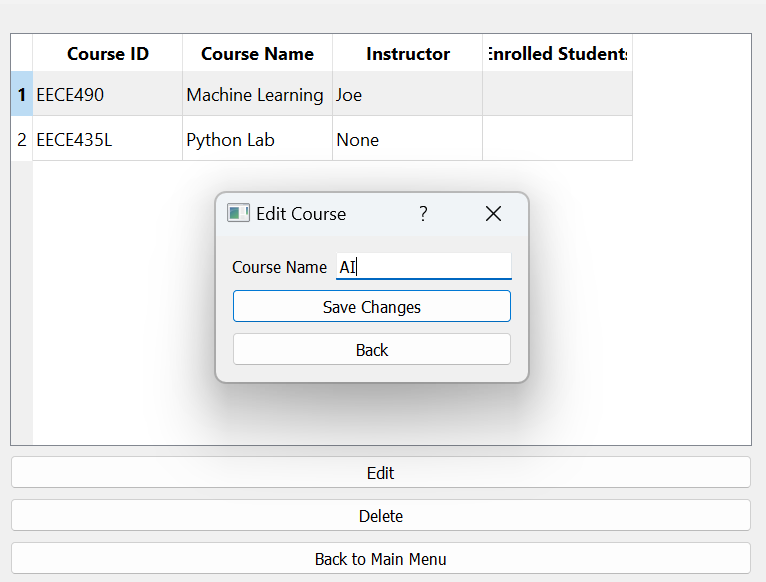 Course ID Course Name Instructor Enrolled Students
1 EECE490 Machine Learning Joe
2 EECE435L Python Lab None
Edit Course ?
Course Name AI
Save Changes
Back
Edit
Delete
Back to Main Menu